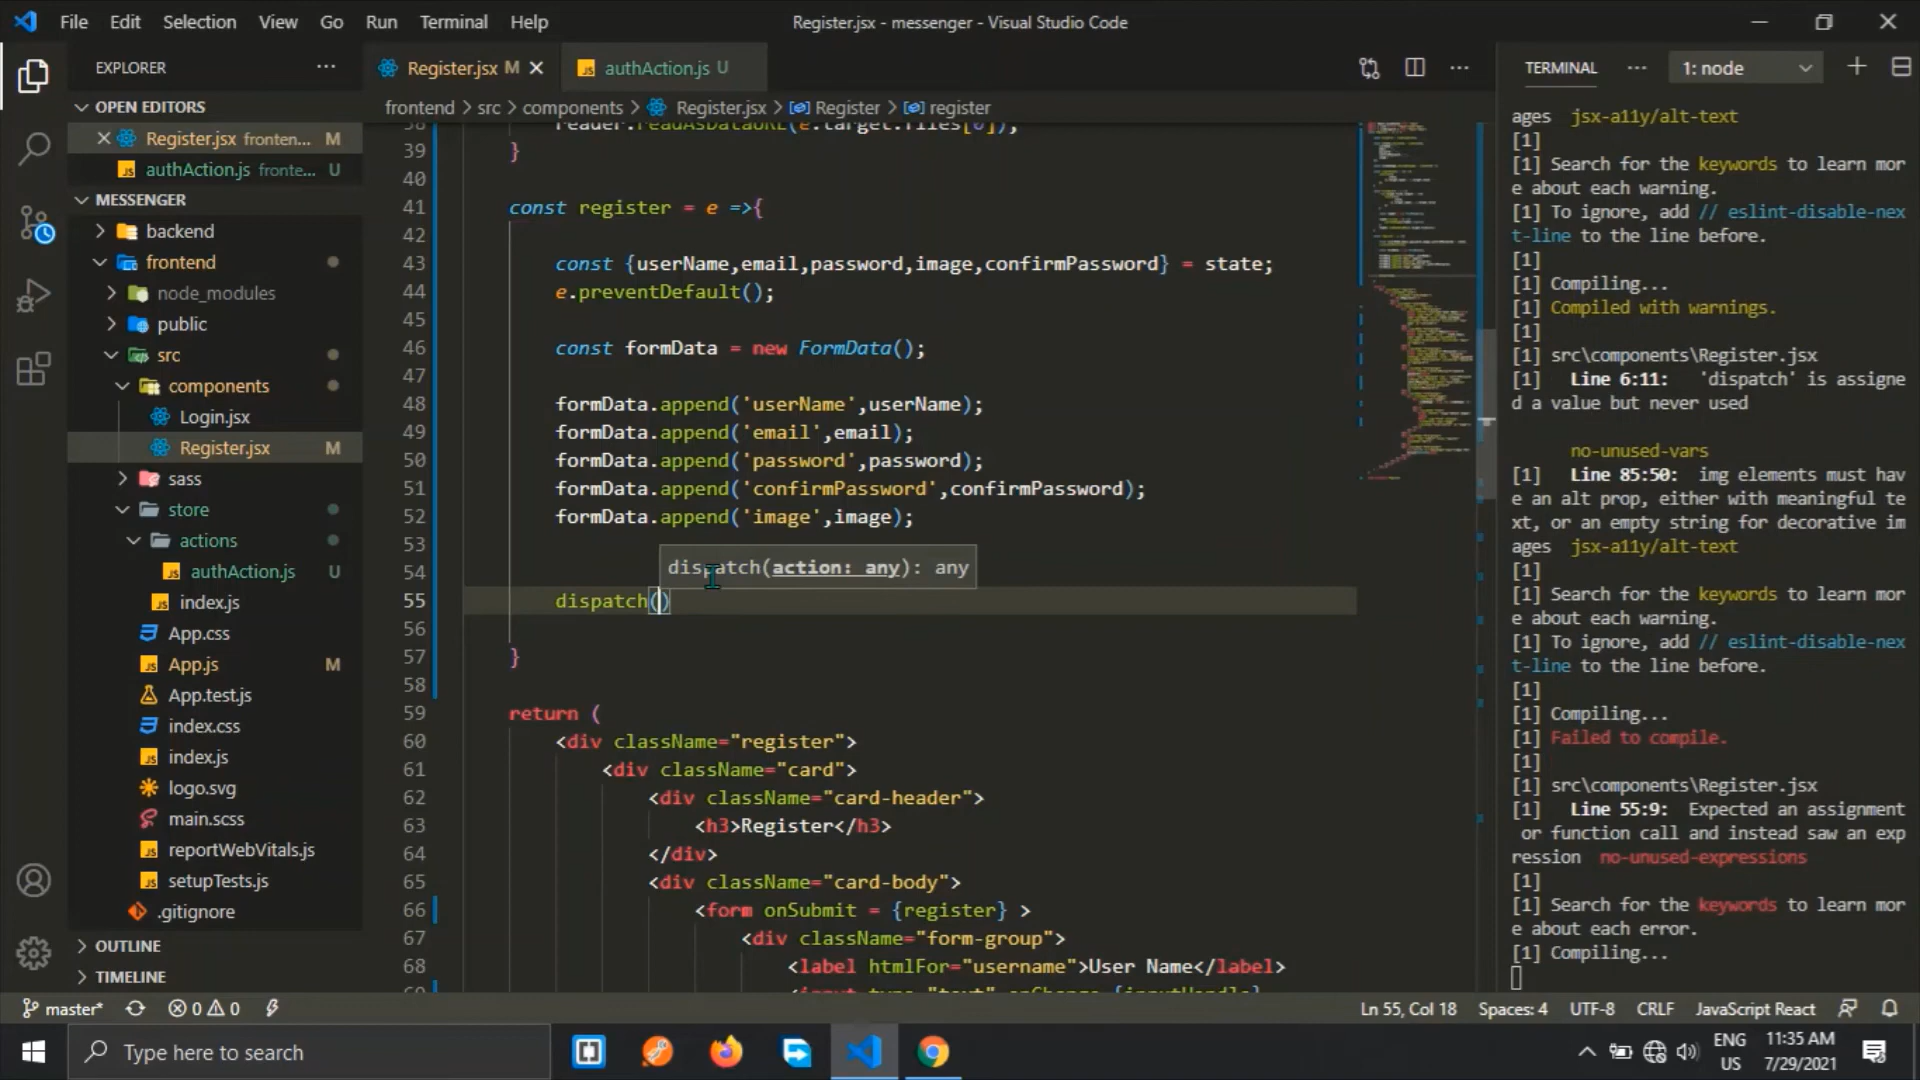 File Edit Selection View Go Run Terminal Help
Register.jsx - messenger - Visual Studio Code
EXPLORER
OPEN EDITORS
Register.jsx fronten... M
authAction.js fronte... U
MESSENGER
backend
frontend
node_modules
public
src
components
Login.jsx
Register.jsx M
sass
store
actions
authAction.js U
index.js
App.css
App.js M
App.test.js
index.css
index.js
logo.svg
main.scss
reportWebVitals.js
setupTests.js
.gitignore
OUTLINE
TIMELINE
Register.jsx M
authAction.js U
frontend > src > components > Register.jsx > Register > register
38 reader.readAsDataURL(e.target.files[0]);
39 }
40
41 const register = e =>{
42
43 const {userName,email,password,image,confirmPassword} = state;
44 e.preventDefault();
45
46 const formData = new FormData();
47
48 formData.append('userName',userName);
49 formData.append('email',email);
50 formData.append('password',password);
51 formData.append('confirmPassword',confirmPassword);
52 formData.append('image',image);
53
dispatch(action: any): any
54
55 dispatch()
56
57 }
58
59 return (
60 <div className="register">
61 <div className="card">
62 <div className="card-header">
63 <h3>Register</h3>
64 </div>
65 <div className="card-body">
66 <form onSubmit = {register} >
67 <div className="form-group">
68 <label htmlFor="username">User Name</label>
TERMINAL
1: node
ages jsx-a11y/alt-text
[1]
[1] Search for the keywords to learn mor
e about each warning.
[1] To ignore, add // eslint-disable-nex
t-line to the line before.
[1]
[1] Compiling...
[1] Compiled with warnings.
[1]
[1] src\components\Register.jsx
[1] Line 6:11: 'dispatch' is assigne
d a value but never used
no-unused-vars
[1] Line 85:50: img elements must hav
e an alt prop, either with meaningful te
xt, or an empty string for decorative im
ages jsx-a11y/alt-text
[1]
[1] Search for the keywords to learn mor
e about each warning.
[1] To ignore, add // eslint-disable-nex
t-line to the line before.
[1]
[1] Compiling...
[1] Failed to compile.
[1]
[1] src\components\Register.jsx
[1] Line 55:9: Expected an assignment
or function call and instead saw an exp
ression no-unused-expressions
[1]
[1] Search for the keywords to learn mor
e about each error.
[1] Compiling...
master* 0 0
Ln 55, Col 18 Spaces: 4 UTF-8 CRLF JavaScript React
Type here to search
ENG
US
11:35 AM
7/29/2021